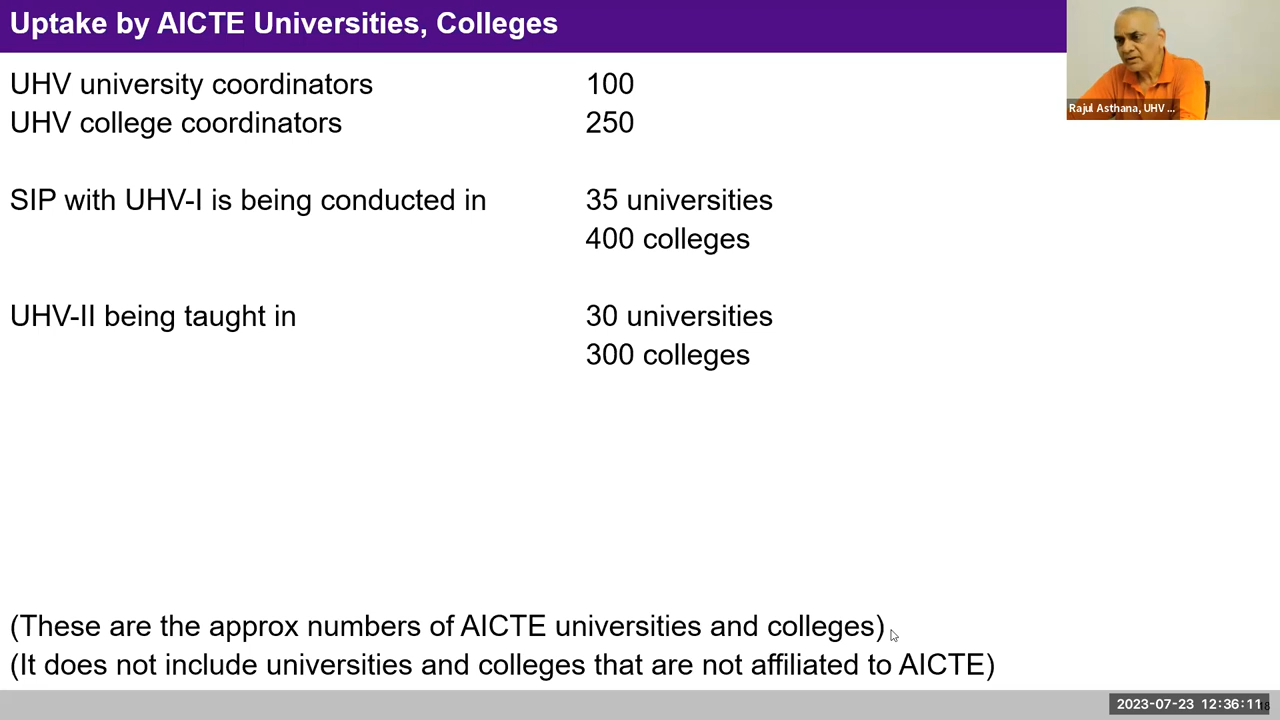 Uptake by AICTE Universities, Colleges
Rajul Asthana, UHV ...
UHV university coordinators 100
UHV college coordinators 250
SIP with UHV-I is being conducted in 35 universities
400 colleges
UHV-II being taught in 30 universities
300 colleges
(These are the approx numbers of AICTE universities and colleges)
(It does not include universities and colleges that are not affiliated to AICTE)
2023-07-23 12:36:11